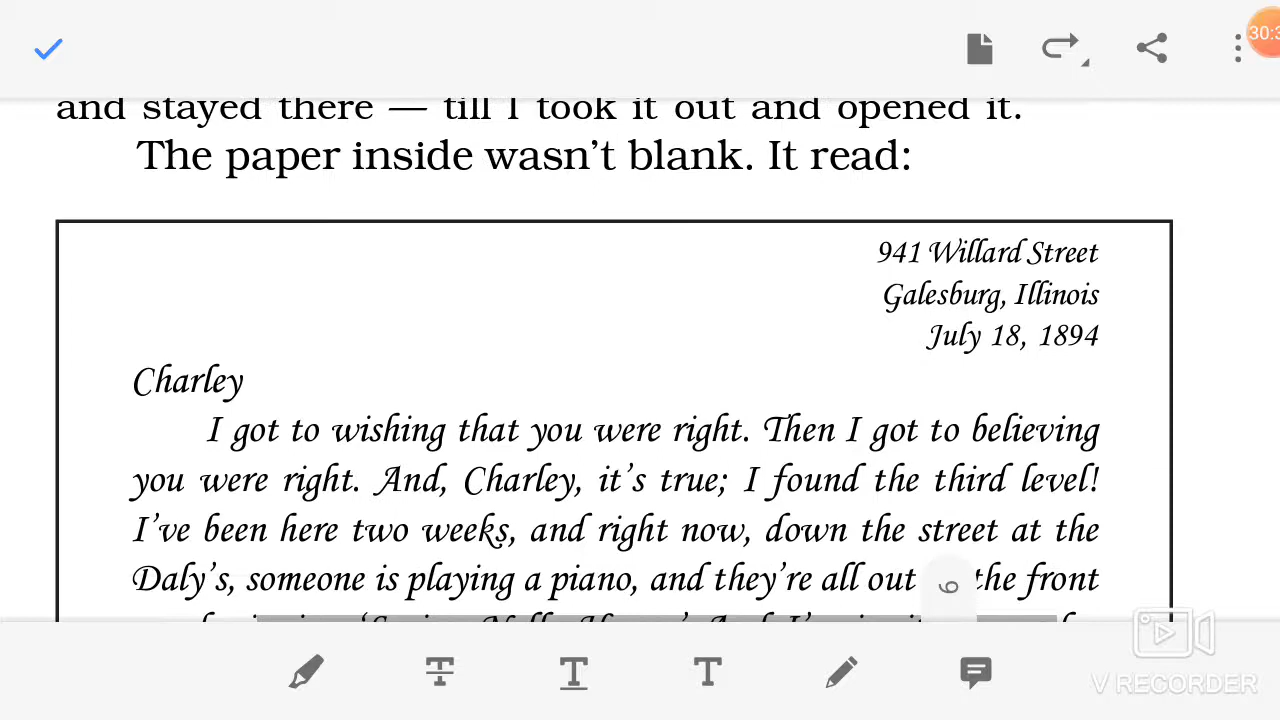 30:3
and stayed there — till I took it out and opened it.
The paper inside wasn't blank. It read:
941 Willard Street
Galesburg, Illinois
July 18, 1894
Charley
I got to wishing that you were right. Then I got to believing
you were right. And, Charley, it's true; I found the third level!
I've been here two weeks, and right now, down the street at the
Daly's, someone is playing a piano, and they're all out the front
6
V RECORDER